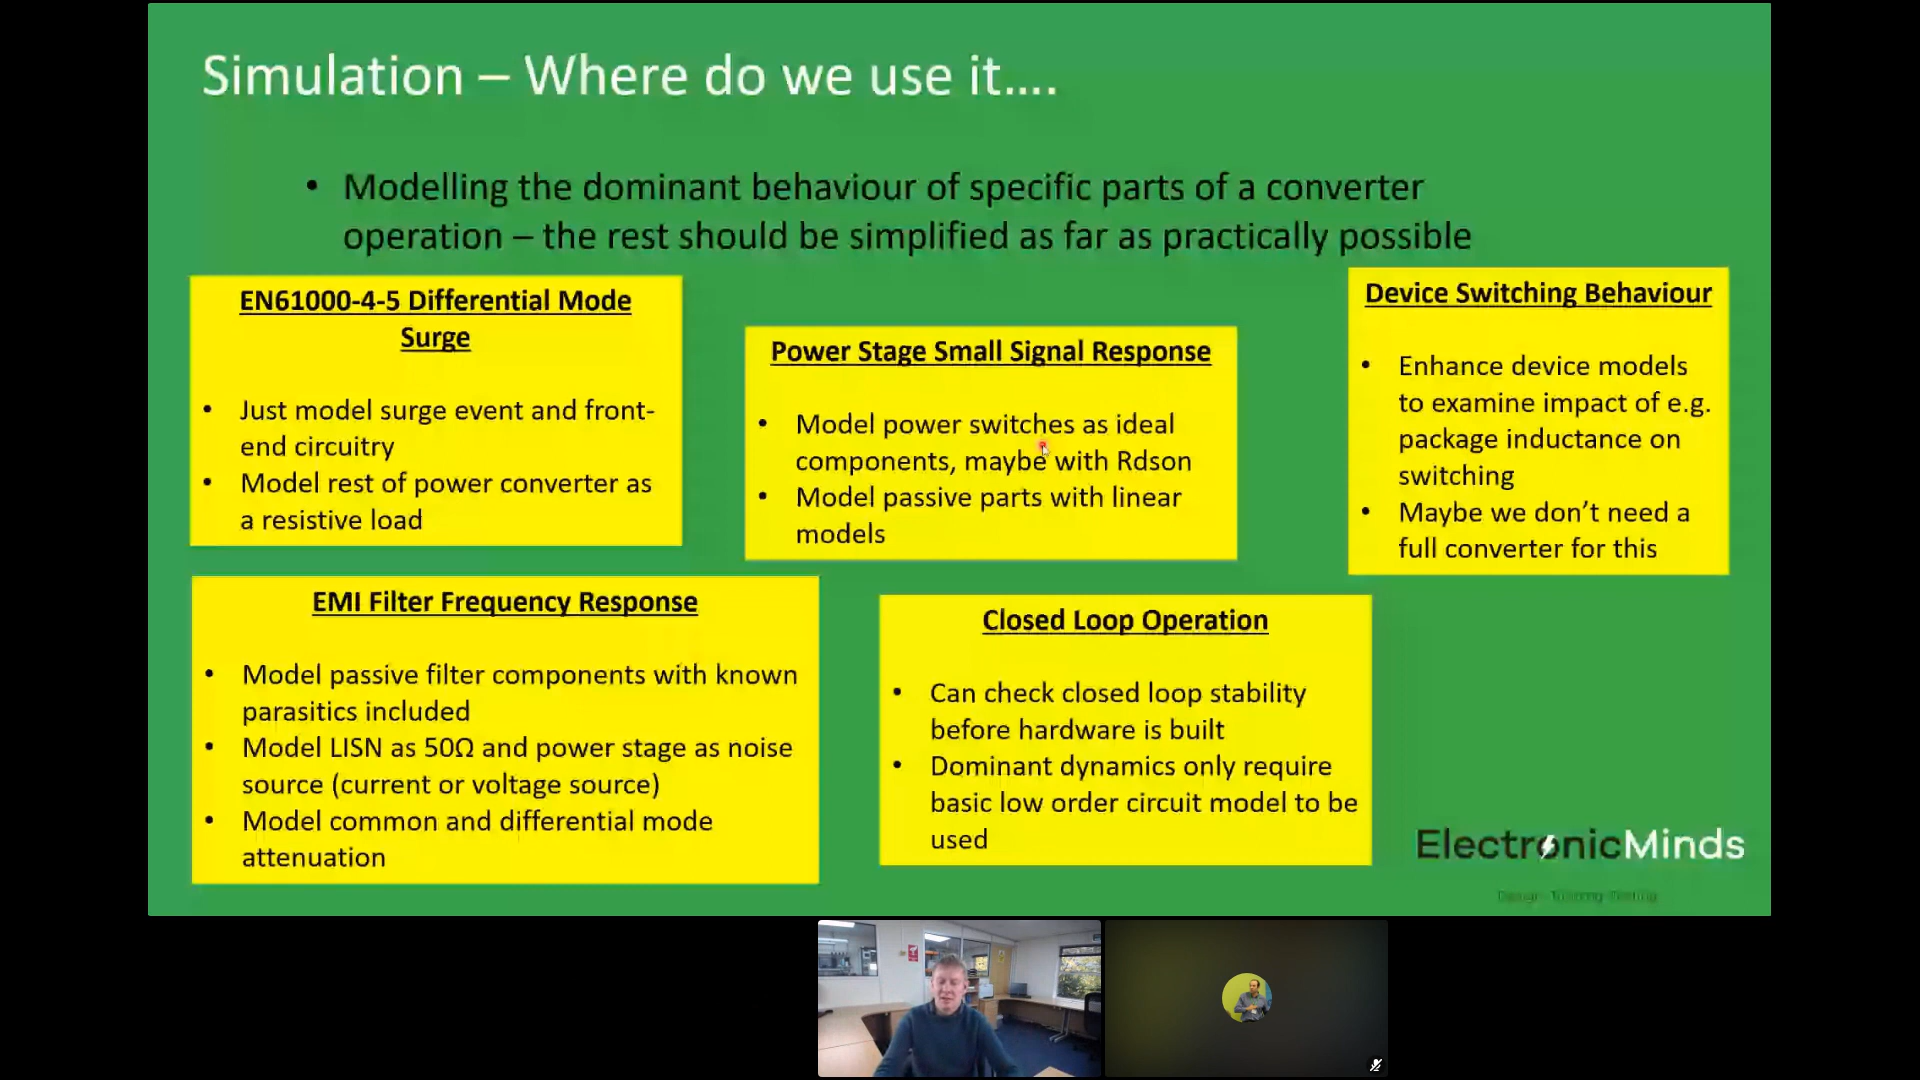 Simulation – Where do we use it....
• Modelling the dominant behaviour of specific parts of a converter
operation – the rest should be simplified as far as practically possible
EN61000-4-5 Differential Mode
Surge
• Just model surge event and front-
end circuitry
• Model rest of power converter as
a resistive load
Power Stage Small Signal Response
• Model power switches as ideal
components, maybe with Rdson
• Model passive parts with linear
models
Device Switching Behaviour
• Enhance device models
to examine impact of e.g.
package inductance on
switching
• Maybe we don't need a
full converter for this
EMI Filter Frequency Response
• Model passive filter components with known
parasitics included
• Model LISN as 50Ω and power stage as noise
source (current or voltage source)
• Model common and differential mode
attenuation
Closed Loop Operation
• Can check closed loop stability
before hardware is built
• Dominant dynamics only require
basic low order circuit model to be
used
ElectronicMinds